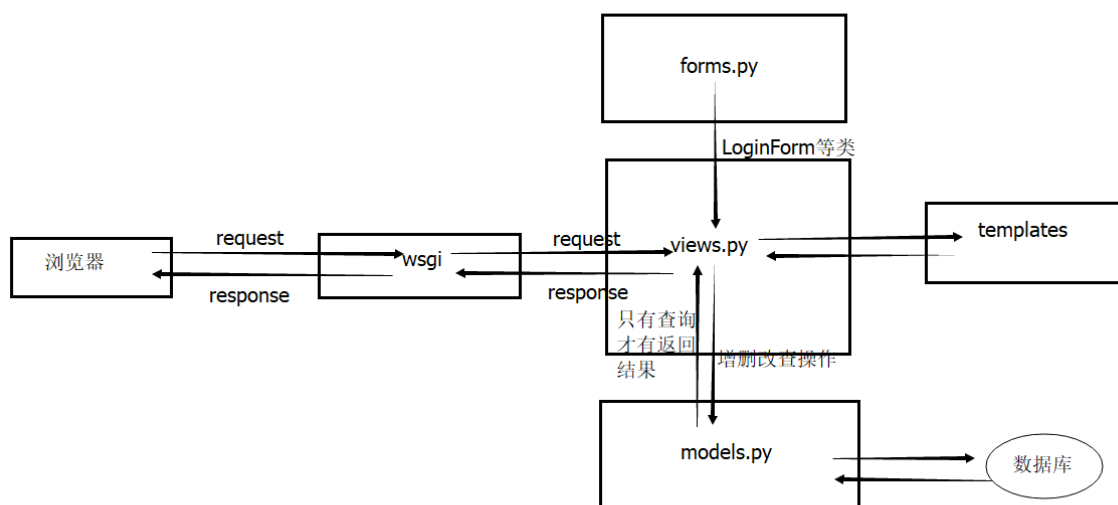 forms.py
LoginForm等类
request
request
templates
浏览器
wsgi
views.py
response
response
只有查询
才有返回
结果
增删改查操作
models.py
数据库